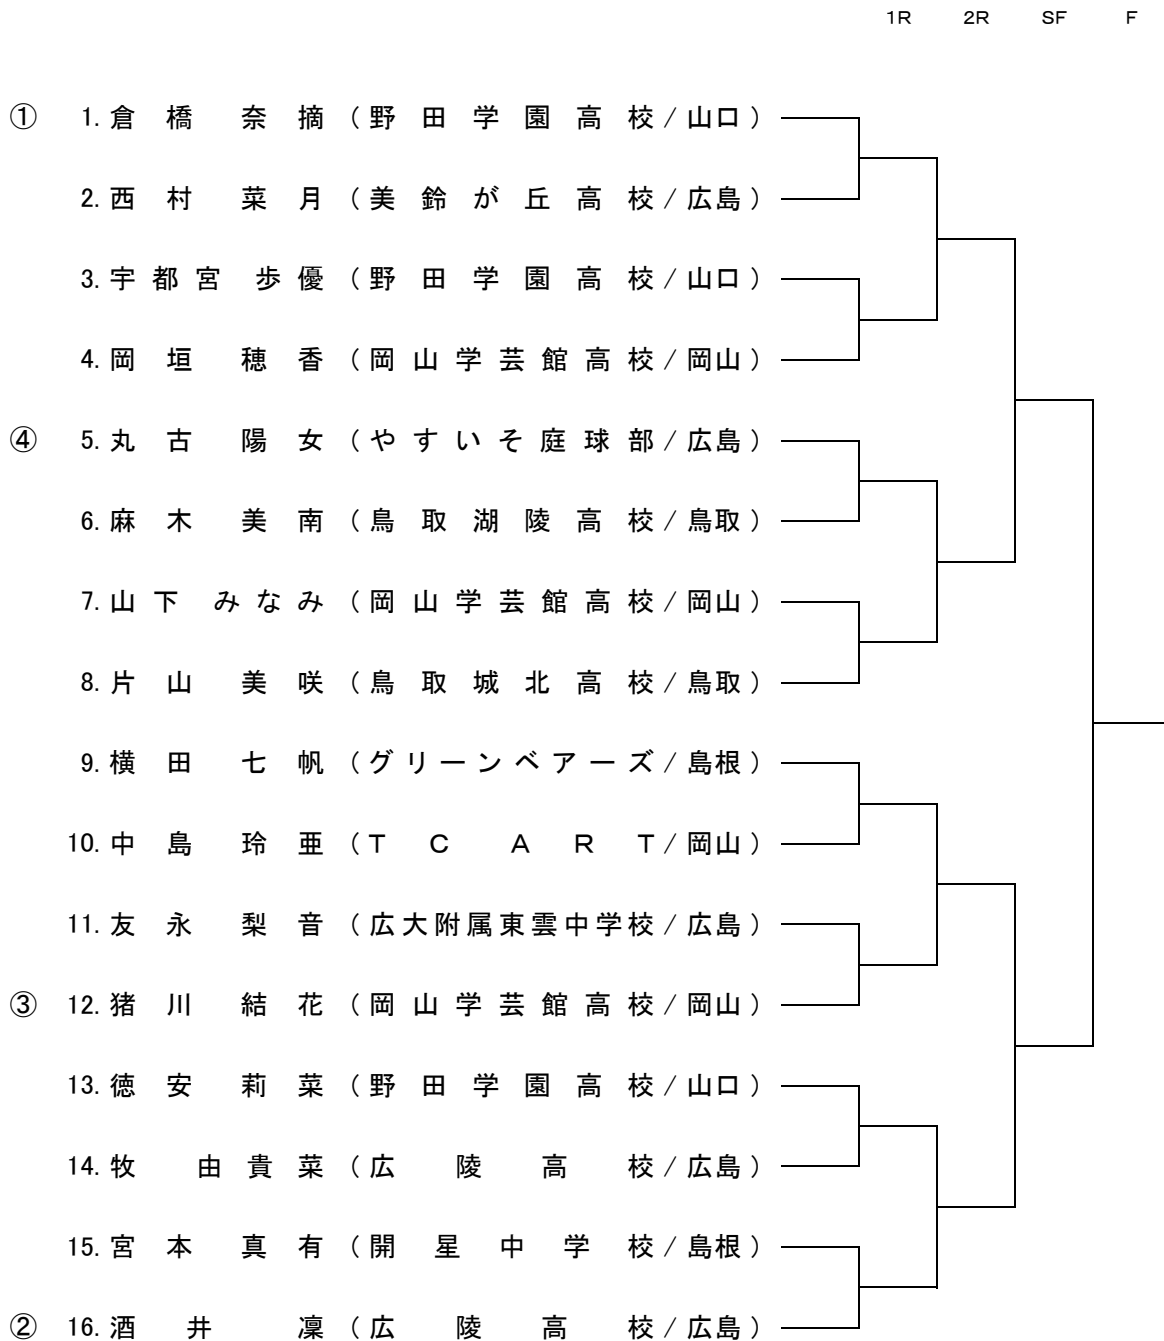 1R 2R SF F
① 1. 倉橋 奈摘 (野田学園高校/山口)
2. 西村 菜月 (美鈴が丘高校/広島)
3. 宇都宮 歩優 (野田学園高校/山口)
4. 岡垣 穂香 (岡山学芸館高校/岡山)
④ 5. 丸古 陽女 (やすいそ庭球部/広島)
6. 麻木 美南 (鳥取湖陵高校/鳥取)
7. 山下 みなみ (岡山学芸館高校/岡山)
8. 片山 美咲 (鳥取城北高校/鳥取)
9. 横田 七帆 (グリーンベアーズ/島根)
10. 中島 玲亜 (TC ART/岡山)
11. 友永 梨音 (広大附属東雲中学校/広島)
③ 12. 猪川 結花 (岡山学芸館高校/岡山)
13. 徳安 莉菜 (野田学園高校/山口)
14. 牧 由貴菜 (広陵高校/広島)
15. 宮本 真有 (開星中学校/島根)
② 16. 酒井 凜 (広陵高校/広島)